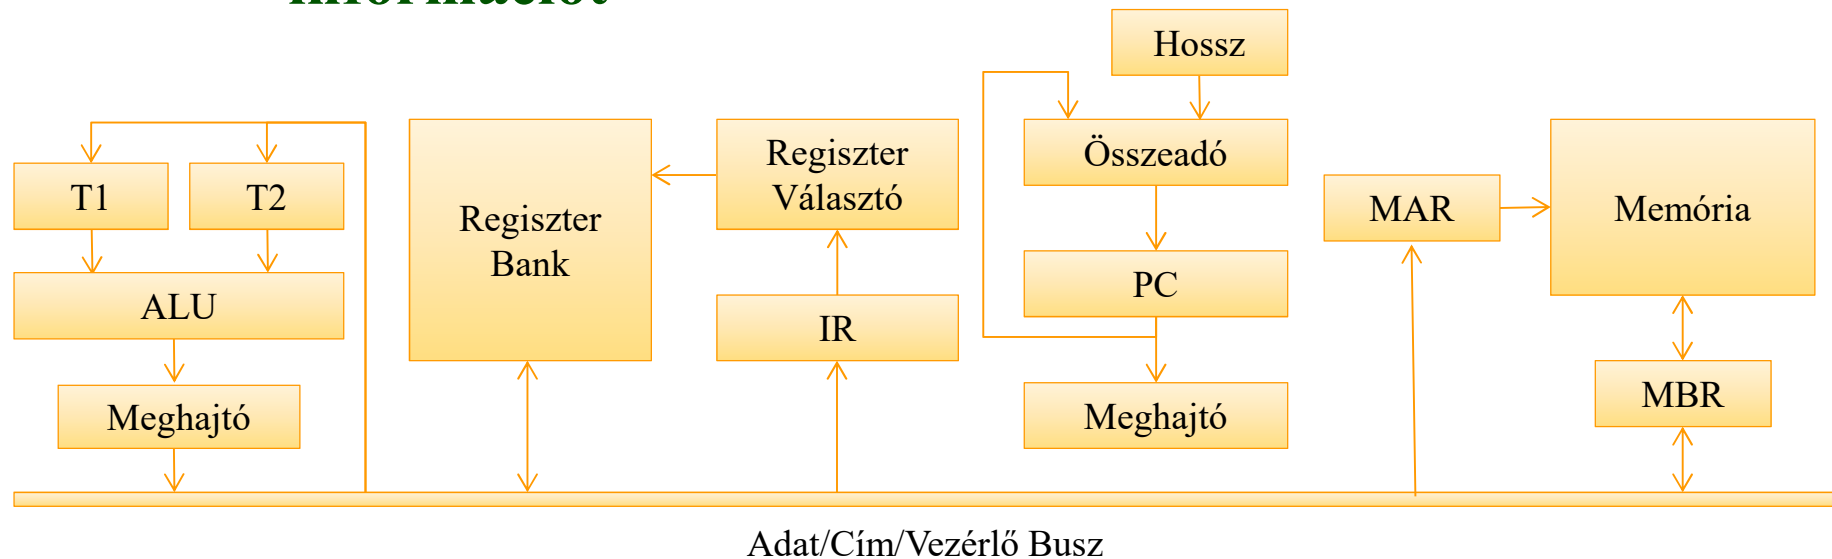 Hossz
Regiszter
Választó
Összeadó
T1
T2
Regiszter
Bank
MAR
Memória
ALU
IR
PC
Meghajtó
Meghajtó
MBR
Adat/Cím/Vezérlő Busz